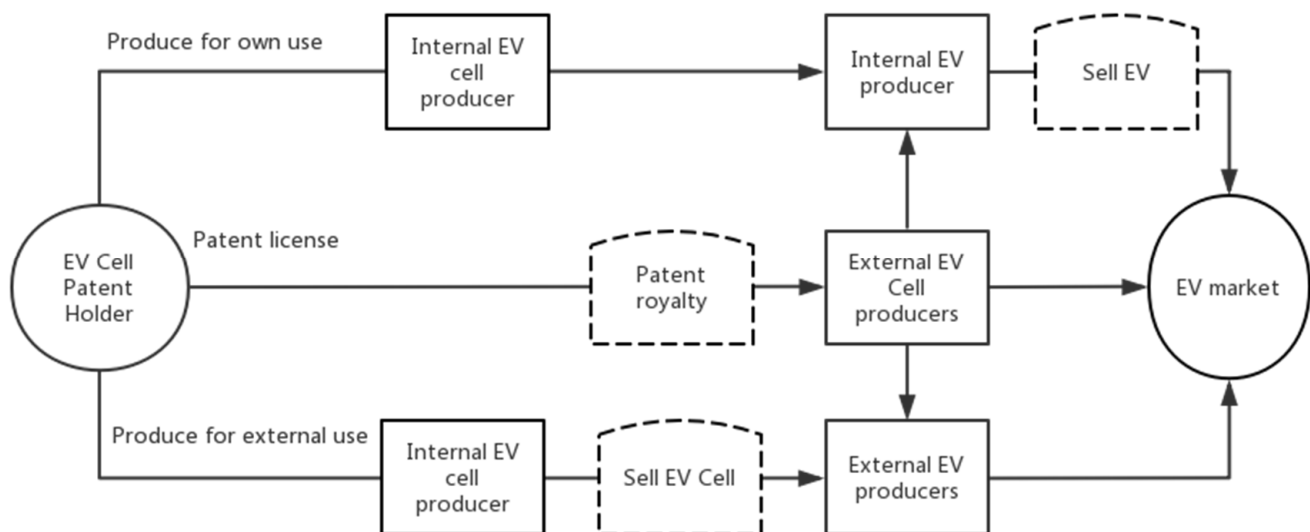 Produce for own use
Internal EV
cell
producer
Internal EV
producer
Sell EV
EV Cell
Patent
Holder
Patent license
Patent
royalty
External EV
Cell
producers
EV market
Produce for external use
Internal EV
cell
producer
Sell EV Cell
External EV
producers